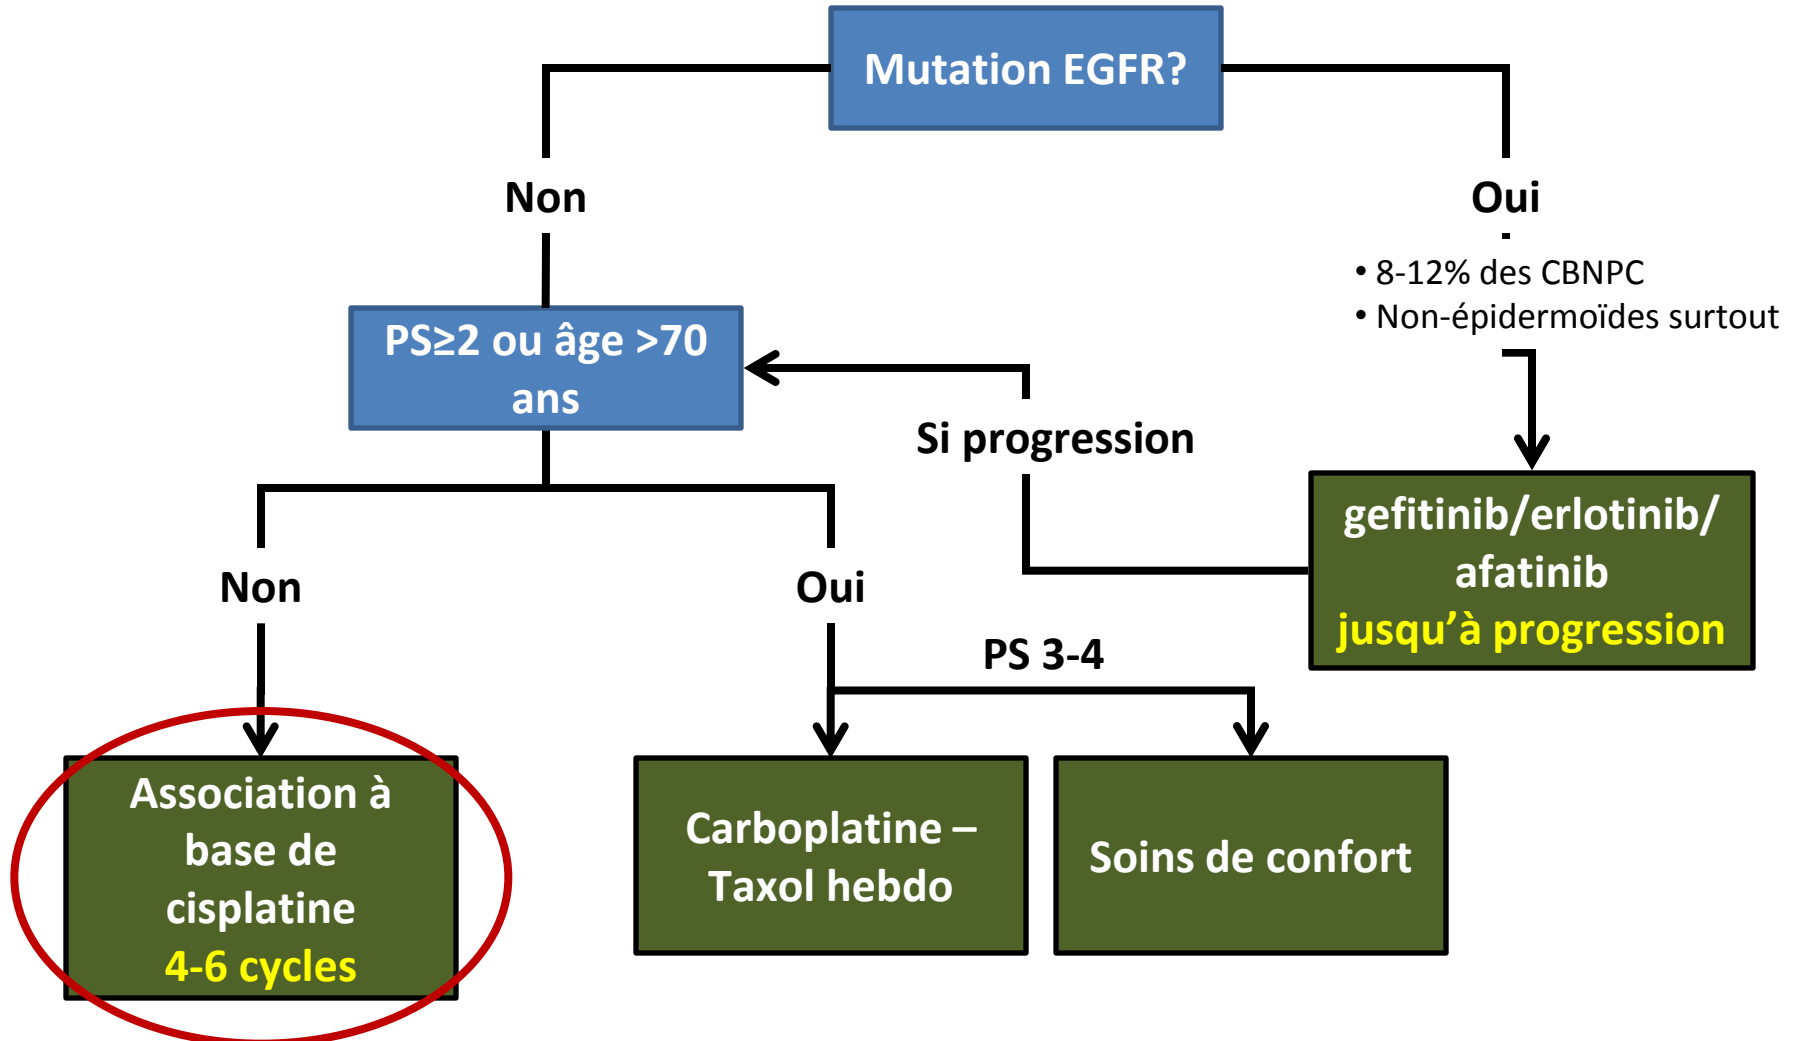 Mutation EGFR?
Non
Oui
• 8-12% des CBNPC
• Non-épidermoïdes surtout
PS≥2 ou âge >70
ans
Si progression
gefitinib/erlotinib/
afatinib
jusqu’à progression
Non
Oui
PS 3-4
Association à
base de
cisplatine
4-6 cycles
Carboplatine –
Taxol hebdo
Soins de confort